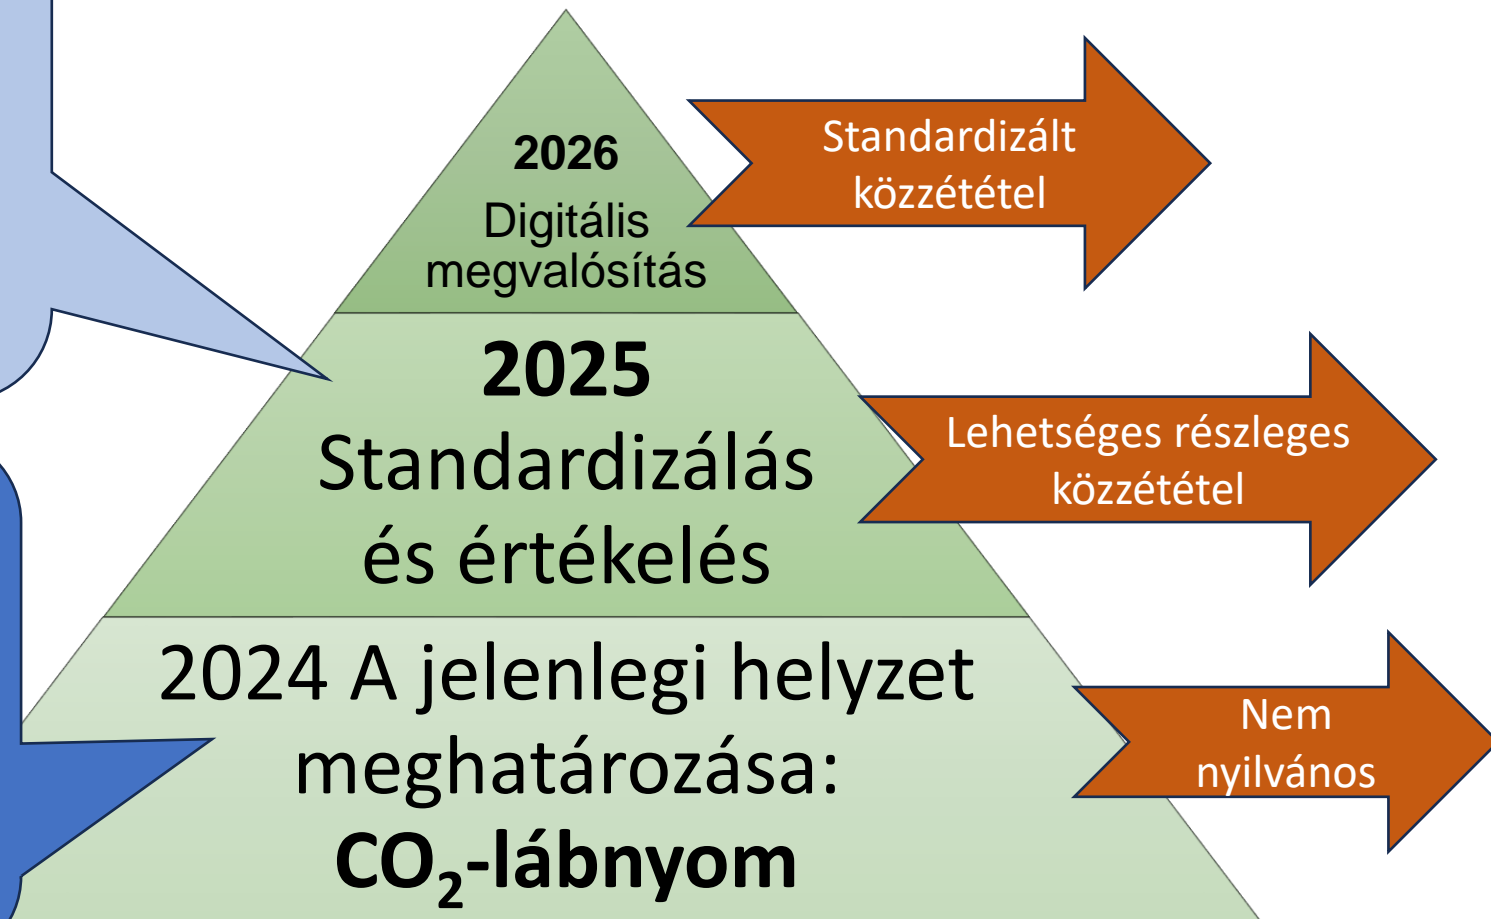 2026
Digitális
megvalósítás
Standardizált
közzététel
2025
Standardizálás
és értékelés
Lehetséges részleges
közzététel
2024 A jelenlegi helyzet
meghatározása:
CO₂-lábnyom
Nem
nyilvános